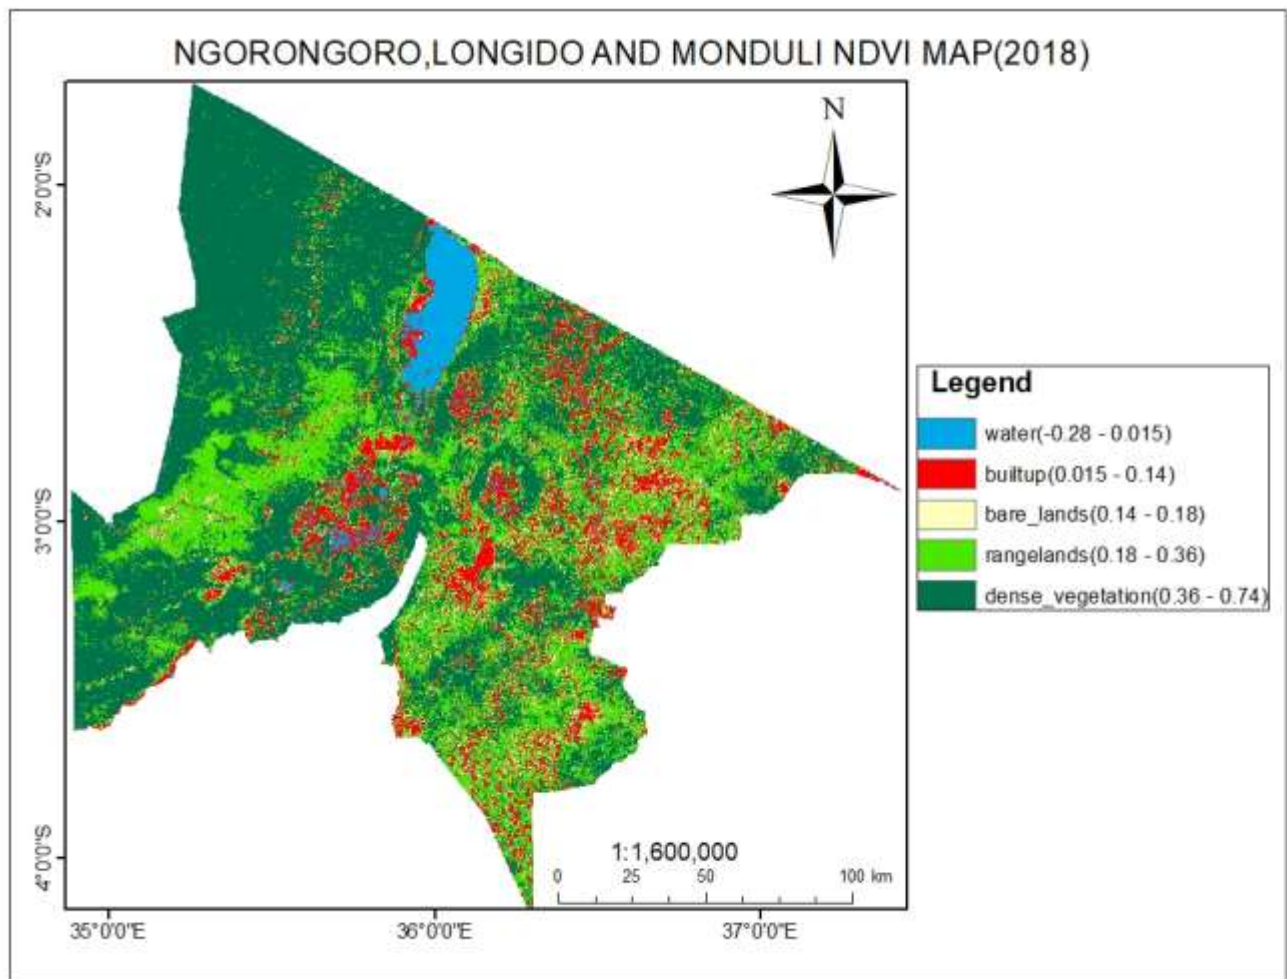 NGORONGORO,LONGIDO AND MONDULI NDVI MAP(2018)
N
2°0'0"S
3°0'0"S
4°0'0"S
Legend
water(-0.28 - 0.015)
builtup(0.015 - 0.14)
bare_lands(0.14 - 0.18)
rangelands(0.18 - 0.36)
dense_vegetation(0.36 - 0.74)
1:1,600,000
0 25 50 100 km
35°0'0"E 36°0'0"E 37°0'0"E